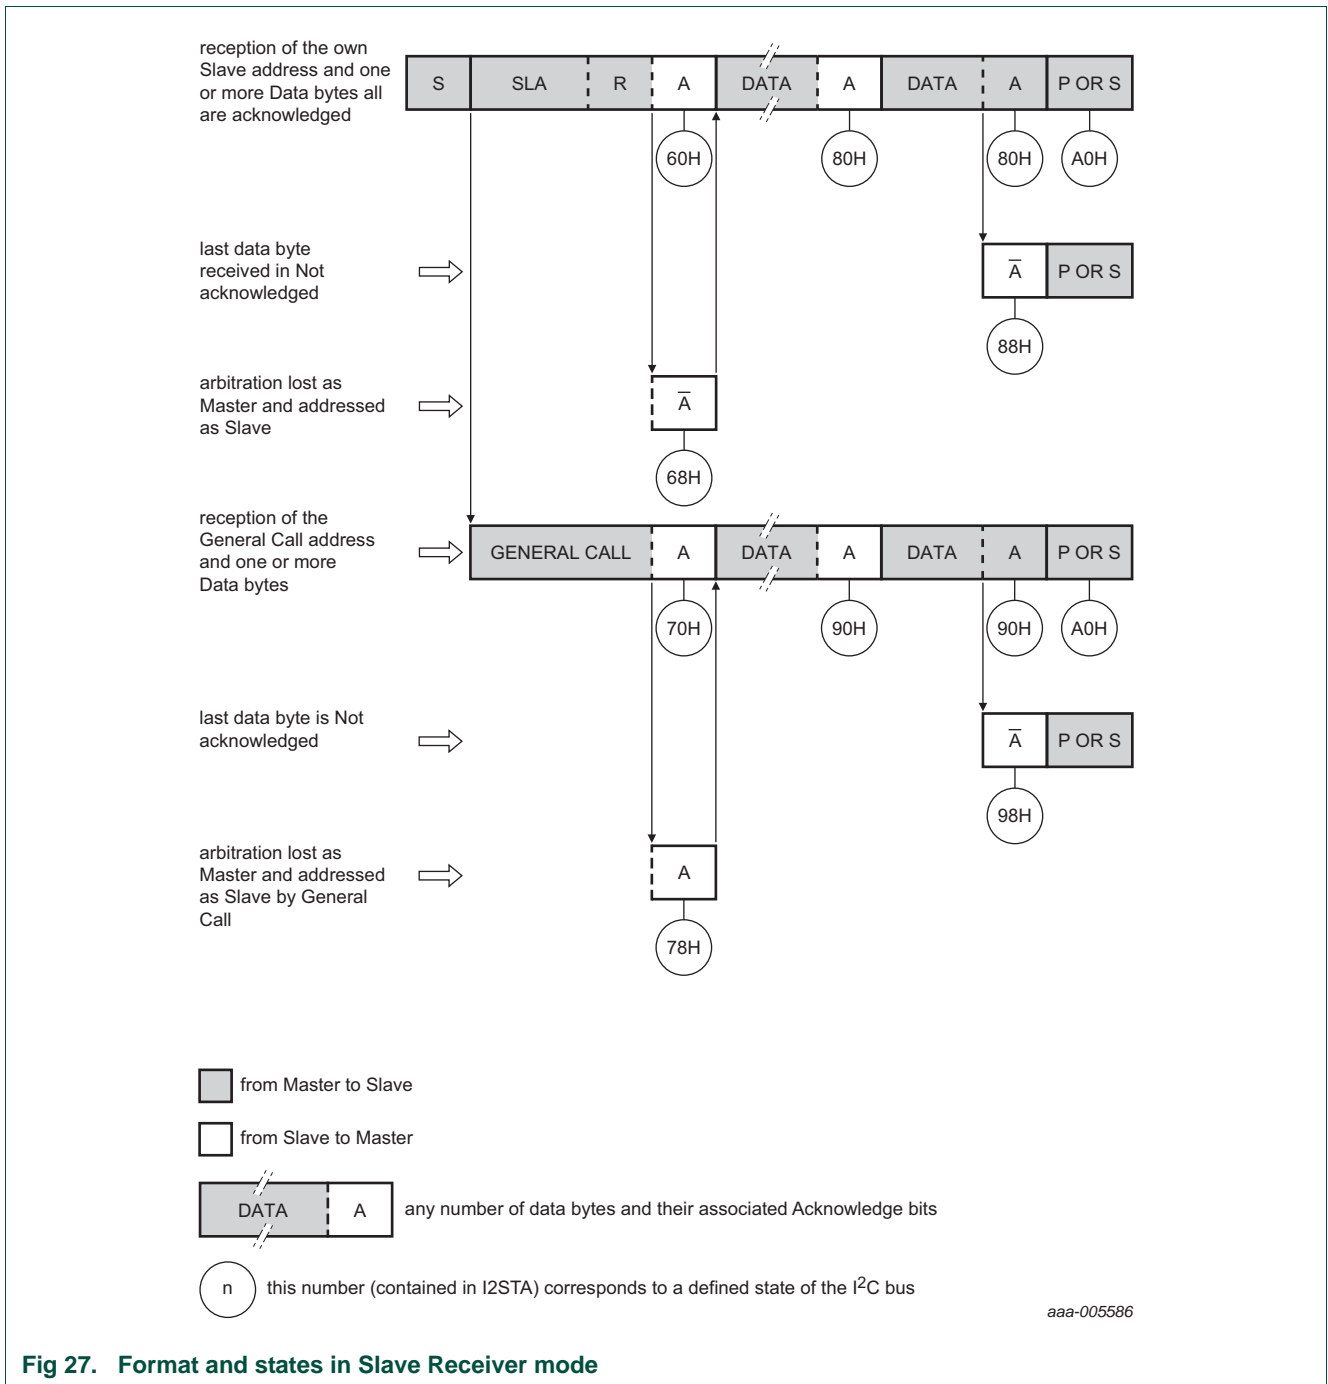 reception of the own
Slave address and one
or more Data bytes all
are acknowledged
S SLA R A DATA A DATA A P OR S
60H 80H 80H A0H
last data byte
received in Not
acknowledged
A̅ P OR S
88H
arbitration lost as
Master and addressed
as Slave
A̅
68H
reception of the
General Call address
and one or more
Data bytes
GENERAL CALL A DATA A DATA A P OR S
70H 90H 90H A0H
last data byte is Not
acknowledged
A̅ P OR S
98H
arbitration lost as
Master and addressed
as Slave by General
Call
A
78H
from Master to Slave
from Slave to Master
DATA A any number of data bytes and their associated Acknowledge bits
n this number (contained in I2STA) corresponds to a defined state of the I²C bus
aaa-005586
Fig 27. Format and states in Slave Receiver mode